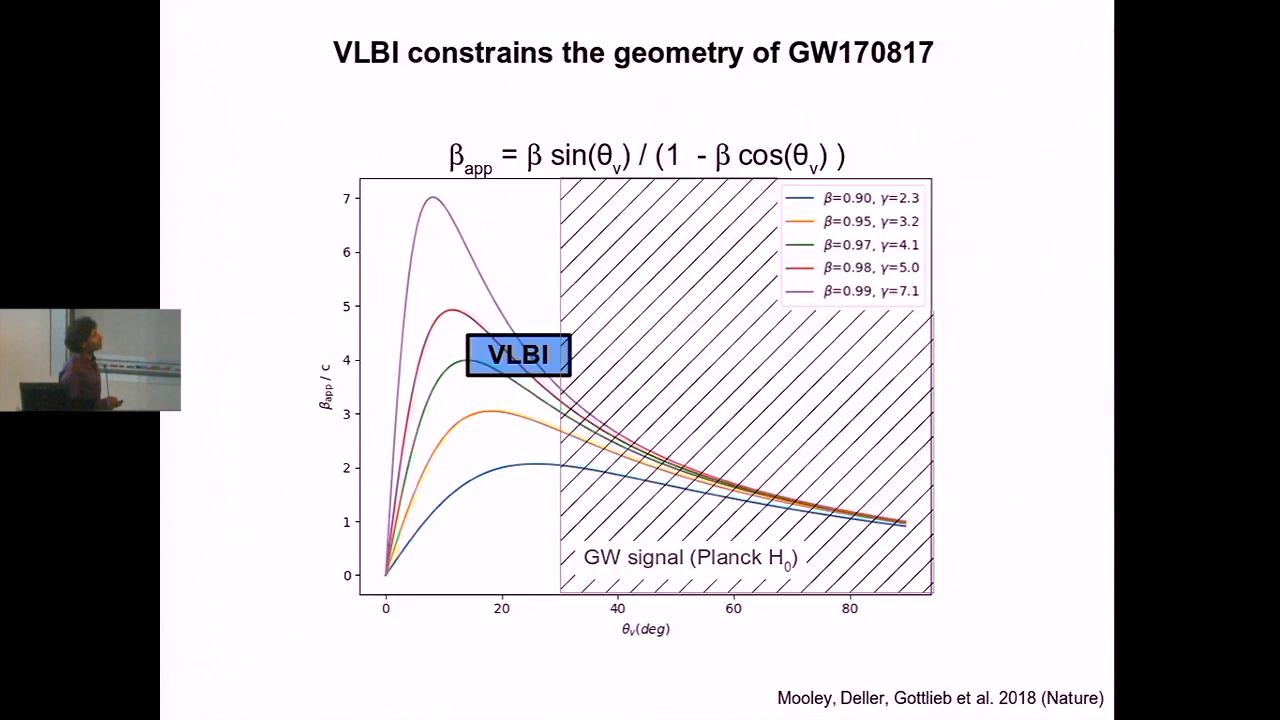 VLBI constrains the geometry of GW170817
βapp = β sin(θv) / (1 - β cos(θv) )
7
6
5
4
3
2
1
0
βapp / c
β=0.90, γ=2.3
β=0.95, γ=3.2
β=0.97, γ=4.1
β=0.98, γ=5.0
β=0.99, γ=7.1
VLBI
GW signal (Planck H0)
0 20 40 60 80
θv(deg)
Mooley, Deller, Gottlieb et al. 2018 (Nature)